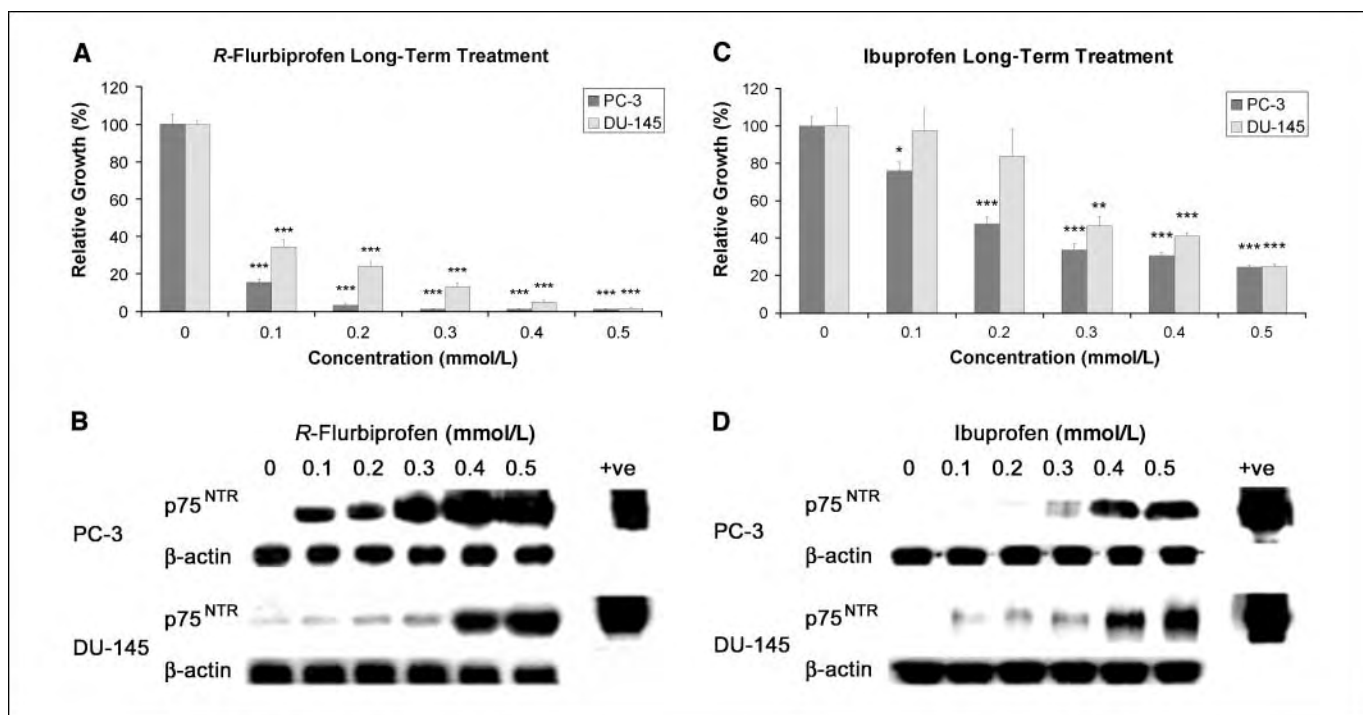 A
R-Flurbiprofen Long-Term Treatment
120
100
80
60
40
20
0
Relative Growth (%)
PC-3
DU-145
*** *** *** *** *** *** *** *** *** ***
0 0.1 0.2 0.3 0.4 0.5
Concentration (mmol/L)
C
Ibuprofen Long-Term Treatment
120
100
80
60
40
20
0
Relative Growth (%)
PC-3
DU-145
* *** *** ** *** *** *** ***
0 0.1 0.2 0.3 0.4 0.5
Concentration (mmol/L)
B
R-Flurbiprofen (mmol/L)
0 0.1 0.2 0.3 0.4 0.5 +ve
PC-3
p75NTR
β-actin
DU-145
p75NTR
β-actin
D
Ibuprofen (mmol/L)
0 0.1 0.2 0.3 0.4 0.5 +ve
PC-3
p75NTR
β-actin
DU-145
p75NTR
β-actin